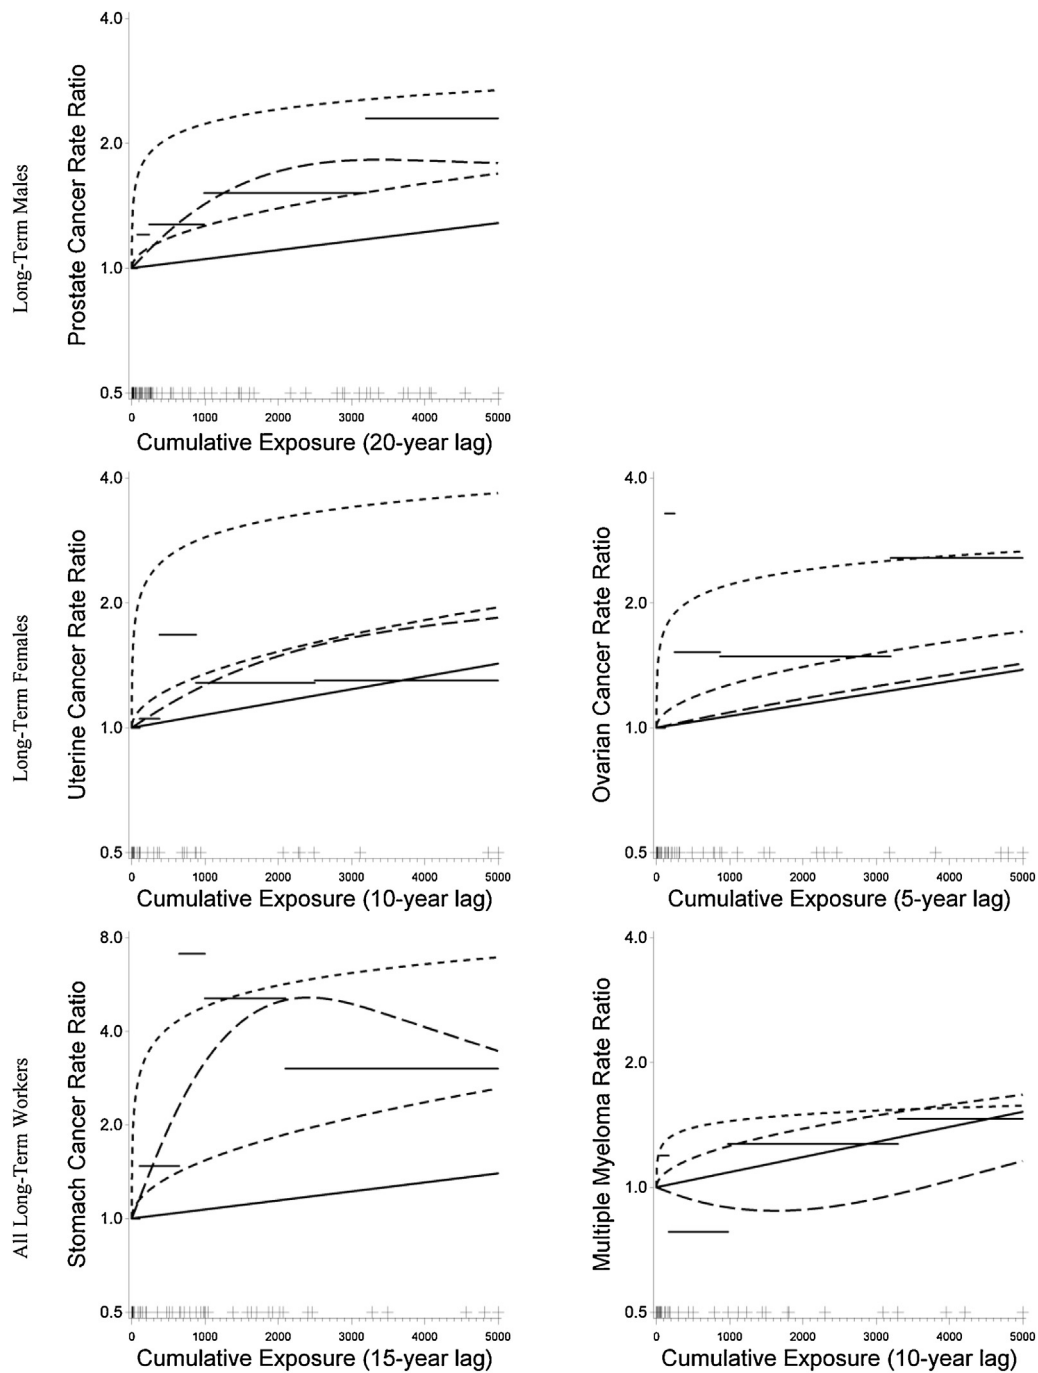 Long-Term Males
Prostate Cancer Rate Ratio
4.0
2.0
1.0
0.5
0 1000 2000 3000 4000 5000
Cumulative Exposure (20-year lag)
Long-Term Females
Uterine Cancer Rate Ratio
4.0
2.0
1.0
0.5
0 1000 2000 3000 4000 5000
Cumulative Exposure (10-year lag)
Ovarian Cancer Rate Ratio
4.0
2.0
1.0
0.5
0 1000 2000 3000 4000 5000
Cumulative Exposure (5-year lag)
All Long-Term Workers
Stomach Cancer Rate Ratio
8.0
4.0
2.0
1.0
0.5
0 1000 2000 3000 4000 5000
Cumulative Exposure (15-year lag)
Multiple Myeloma Rate Ratio
4.0
2.0
1.0
0.5
0 1000 2000 3000 4000 5000
Cumulative Exposure (10-year lag)